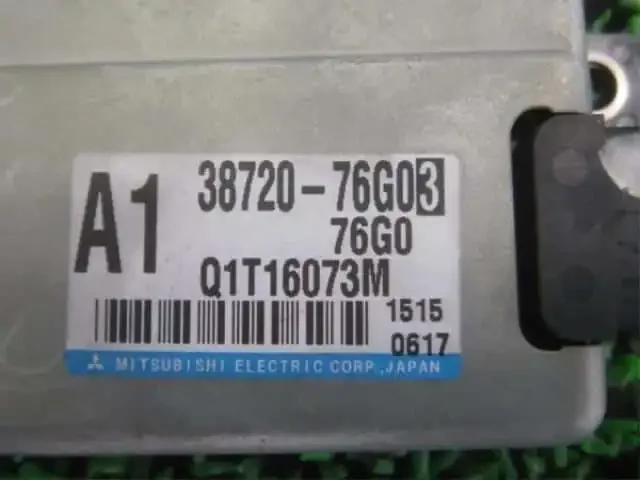 A1
38720-76G03
76G0
Q1T16073M
1515
0617
MITSUBISHI ELECTRIC CORP.,JAPAN